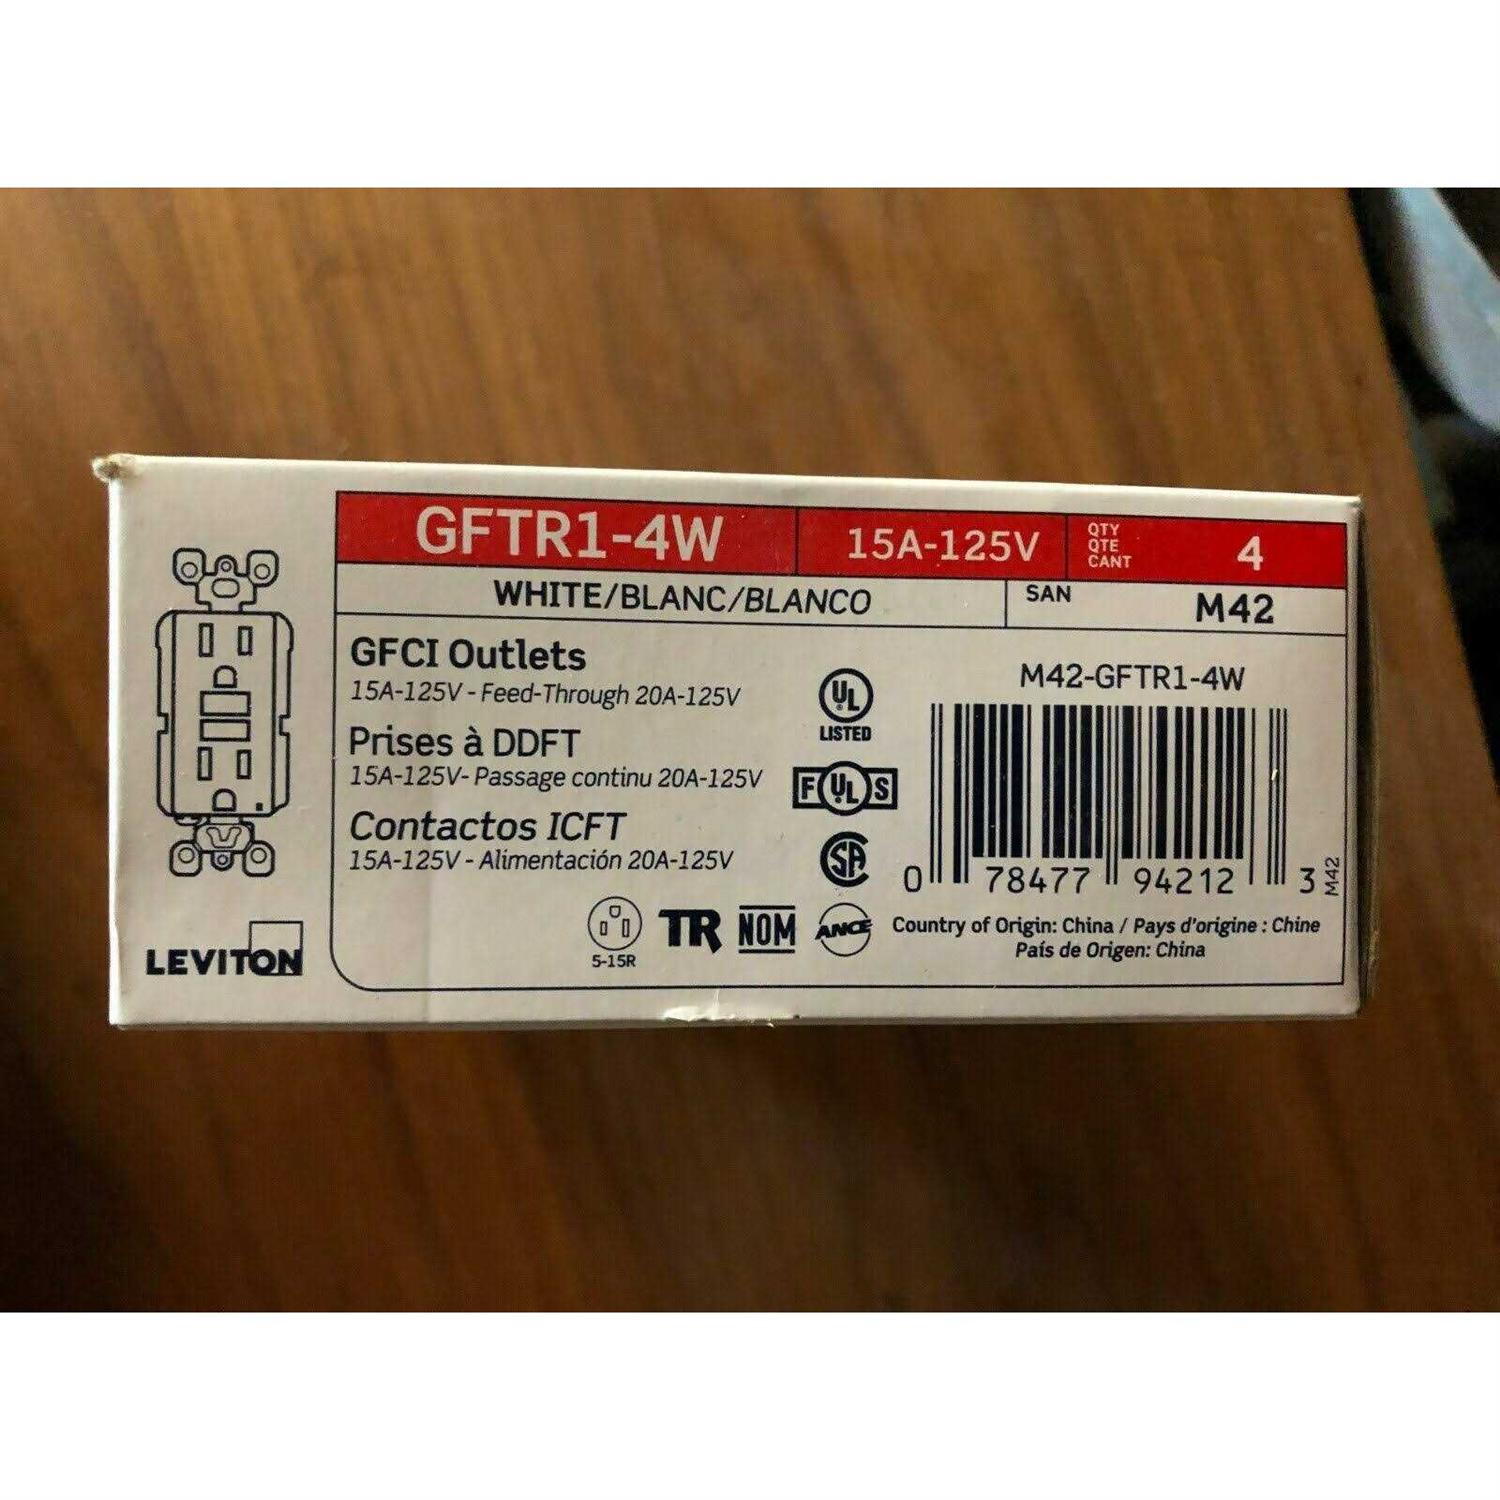 GFTR1-4W 15A-125V QTY QTE CANT 4
WHITE/BLANC/BLANCO SAN M42
GFCI Outlets
15A-125V - Feed-Through 20A-125V
Prises à DDFT
15A-125V- Passage continu 20A-125V
Contactos ICFT
15A-125V - Alimentación 20A-125V
5-15R
TR
NOM
ANCE
UL
LISTED
F UL S
SA
M42-GFTR1-4W
0 78477 94212 3
M42
Country of Origin: China / Pays d'origine : Chine
País de Origen: China
LEVITON